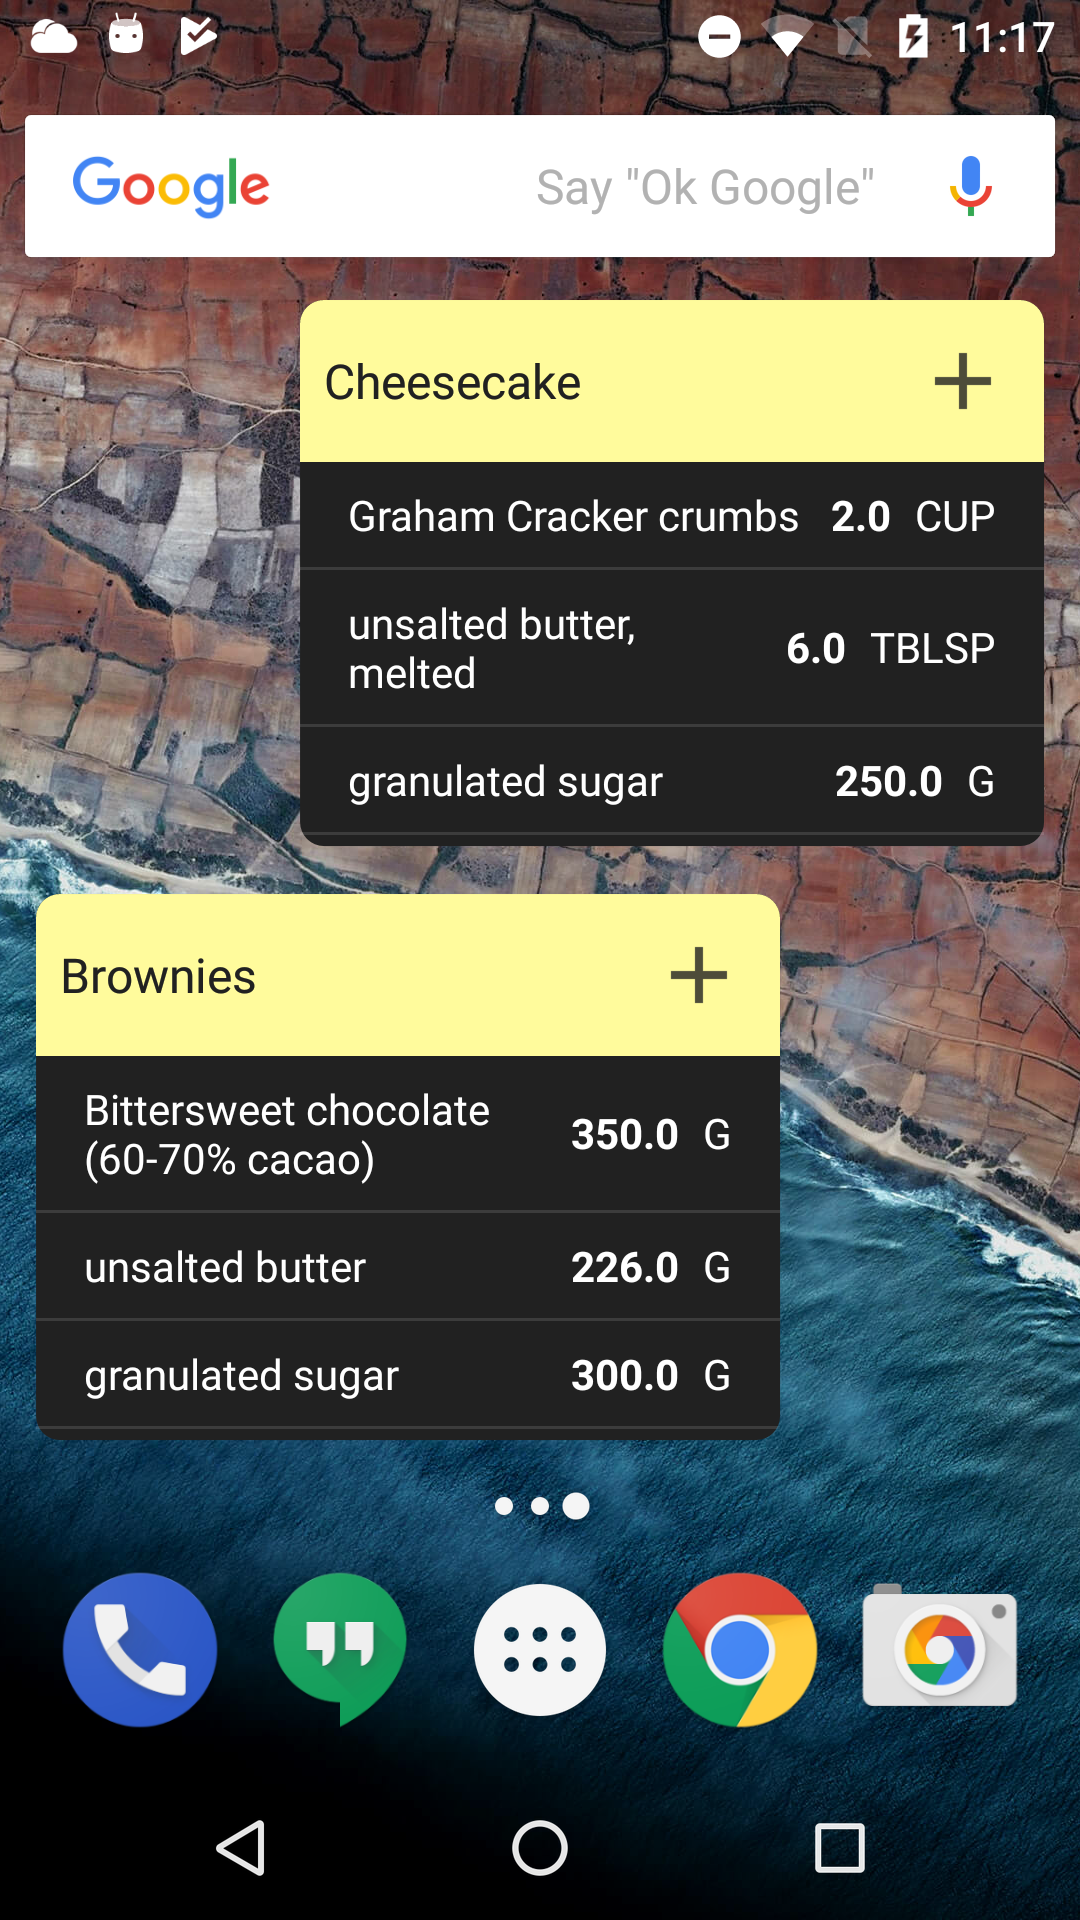 11:17
Google Say "Ok Google"
Cheesecake
Graham Cracker crumbs 2.0 CUP
unsalted butter,
melted 6.0 TBLSP
granulated sugar 250.0 G
Brownies
Bittersweet chocolate
(60-70% cacao) 350.0 G
unsalted butter 226.0 G
granulated sugar 300.0 G